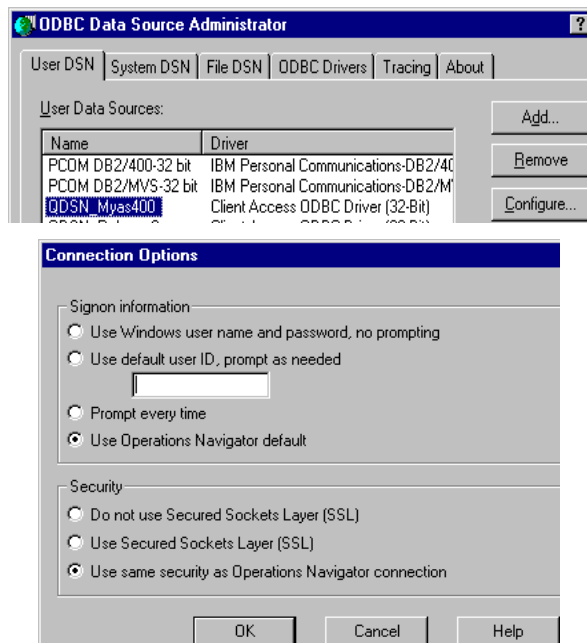 ODBC Data Source Administrator ?
User DSN System DSN File DSN ODBC Drivers Tracing About
User Data Sources:
Add...
Name Driver
PCOM DB2/400-32 bit IBM Personal Communications-DB2/40
Remove
PCOM DB2/MVS-32 bit IBM Personal Communications-DB2/M
QDSN_Myas400 Client Access ODBC Driver (32-Bit)
Configure...
Connection Options
Signon information
Use Windows user name and password, no prompting
Use default user ID, prompt as needed
Prompt every time
Use Operations Navigator default
Security
Do not use Secured Sockets Layer (SSL)
Use Secured Sockets Layer (SSL)
Use same security as Operations Navigator connection
OK Cancel Help